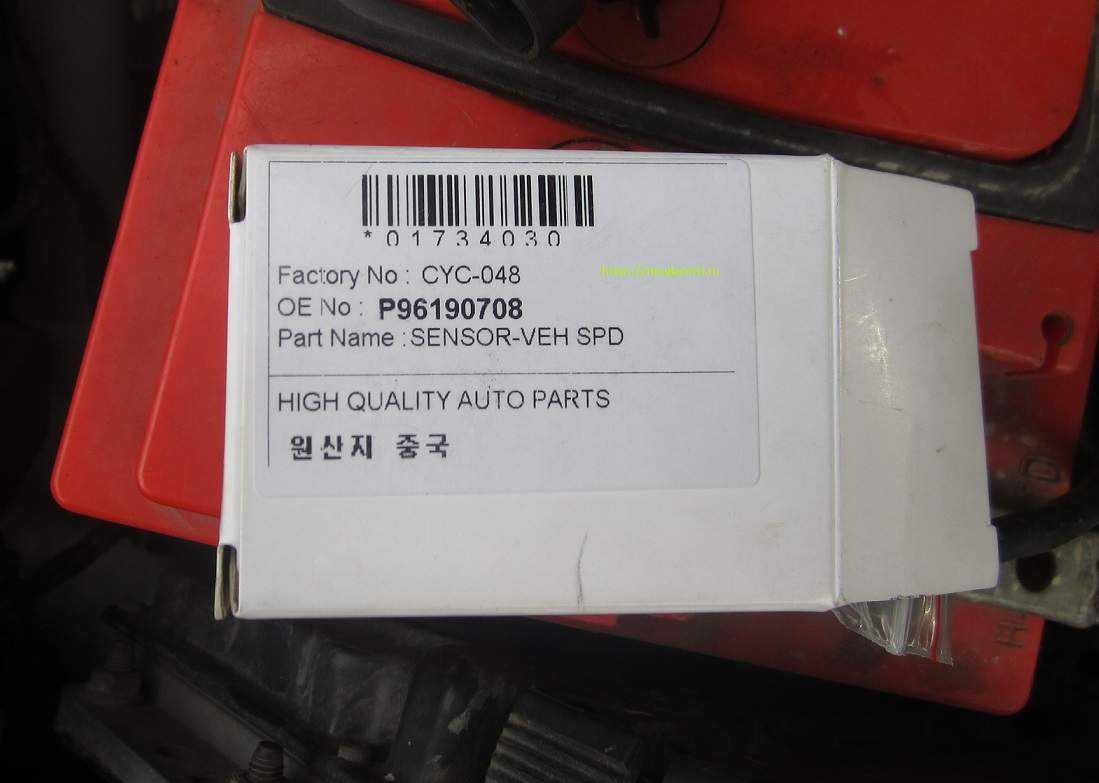 *01734030
Factory No : CYC-048
OE No : P96190708
Part Name : SENSOR-VEH SPD
HIGH QUALITY AUTO PARTS
원산지 중국
D